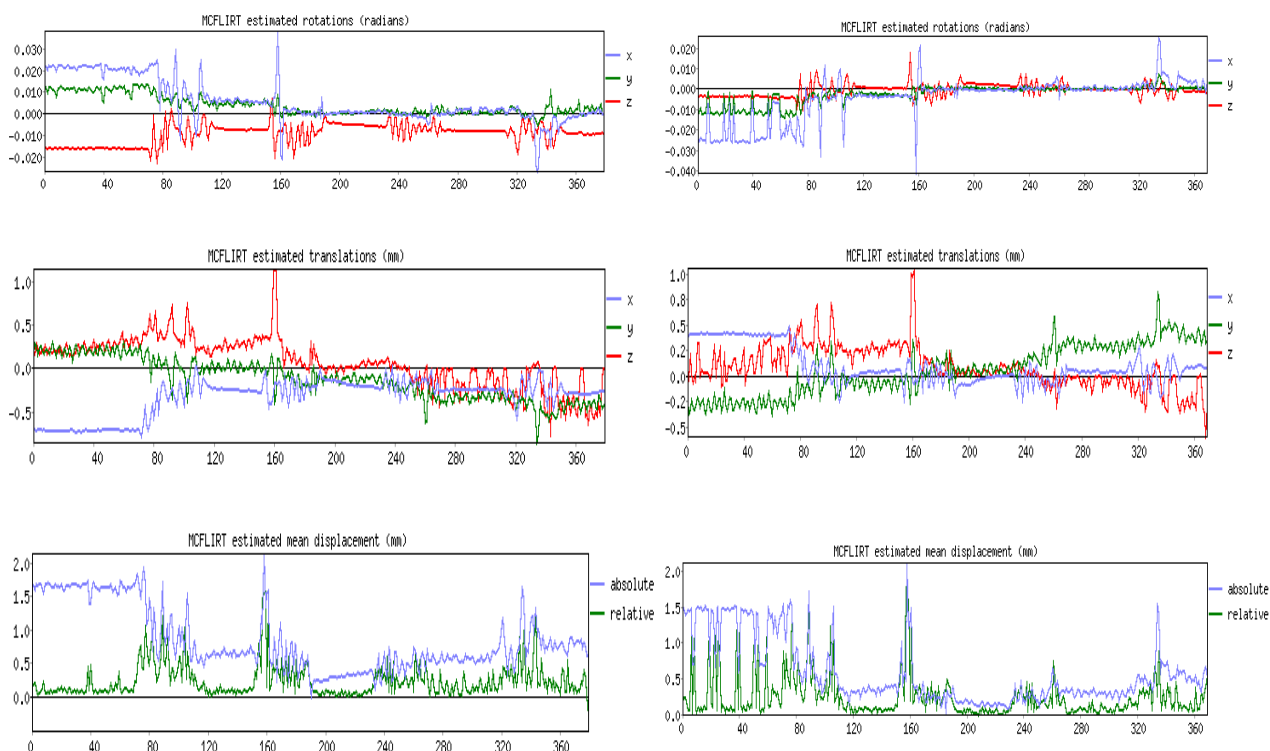 MCFLIRT estimated rotations (radians)
0.030
0.020
0.010
0.000
-0.010
-0.020
0 40 80 120 160 200 240 280 320 360
x
y
z
MCFLIRT estimated rotations (radians)
0.020
0.010
0.000
-0.010
-0.020
-0.030
-0.040
0 40 80 120 160 200 240 280 320 360
x
y
z
MCFLIRT estimated translations (mm)
1.0
0.5
0.0
-0.5
0 40 80 120 160 200 240 280 320 360
x
y
z
MCFLIRT estimated translations (mm)
1.0
0.8
0.5
0.2
0.0
-0.2
-0.5
0 40 80 120 160 200 240 280 320 360
x
y
z
MCFLIRT estimated mean displacement (mm)
2.0
1.5
1.0
0.5
0.0
0 40 80 120 160 200 240 280 320 360
absolute
relative
MCFLIRT estimated mean displacement (mm)
2.0
1.5
1.0
0.5
0.0
0 40 80 120 160 200 240 280 320 360
absolute
relative